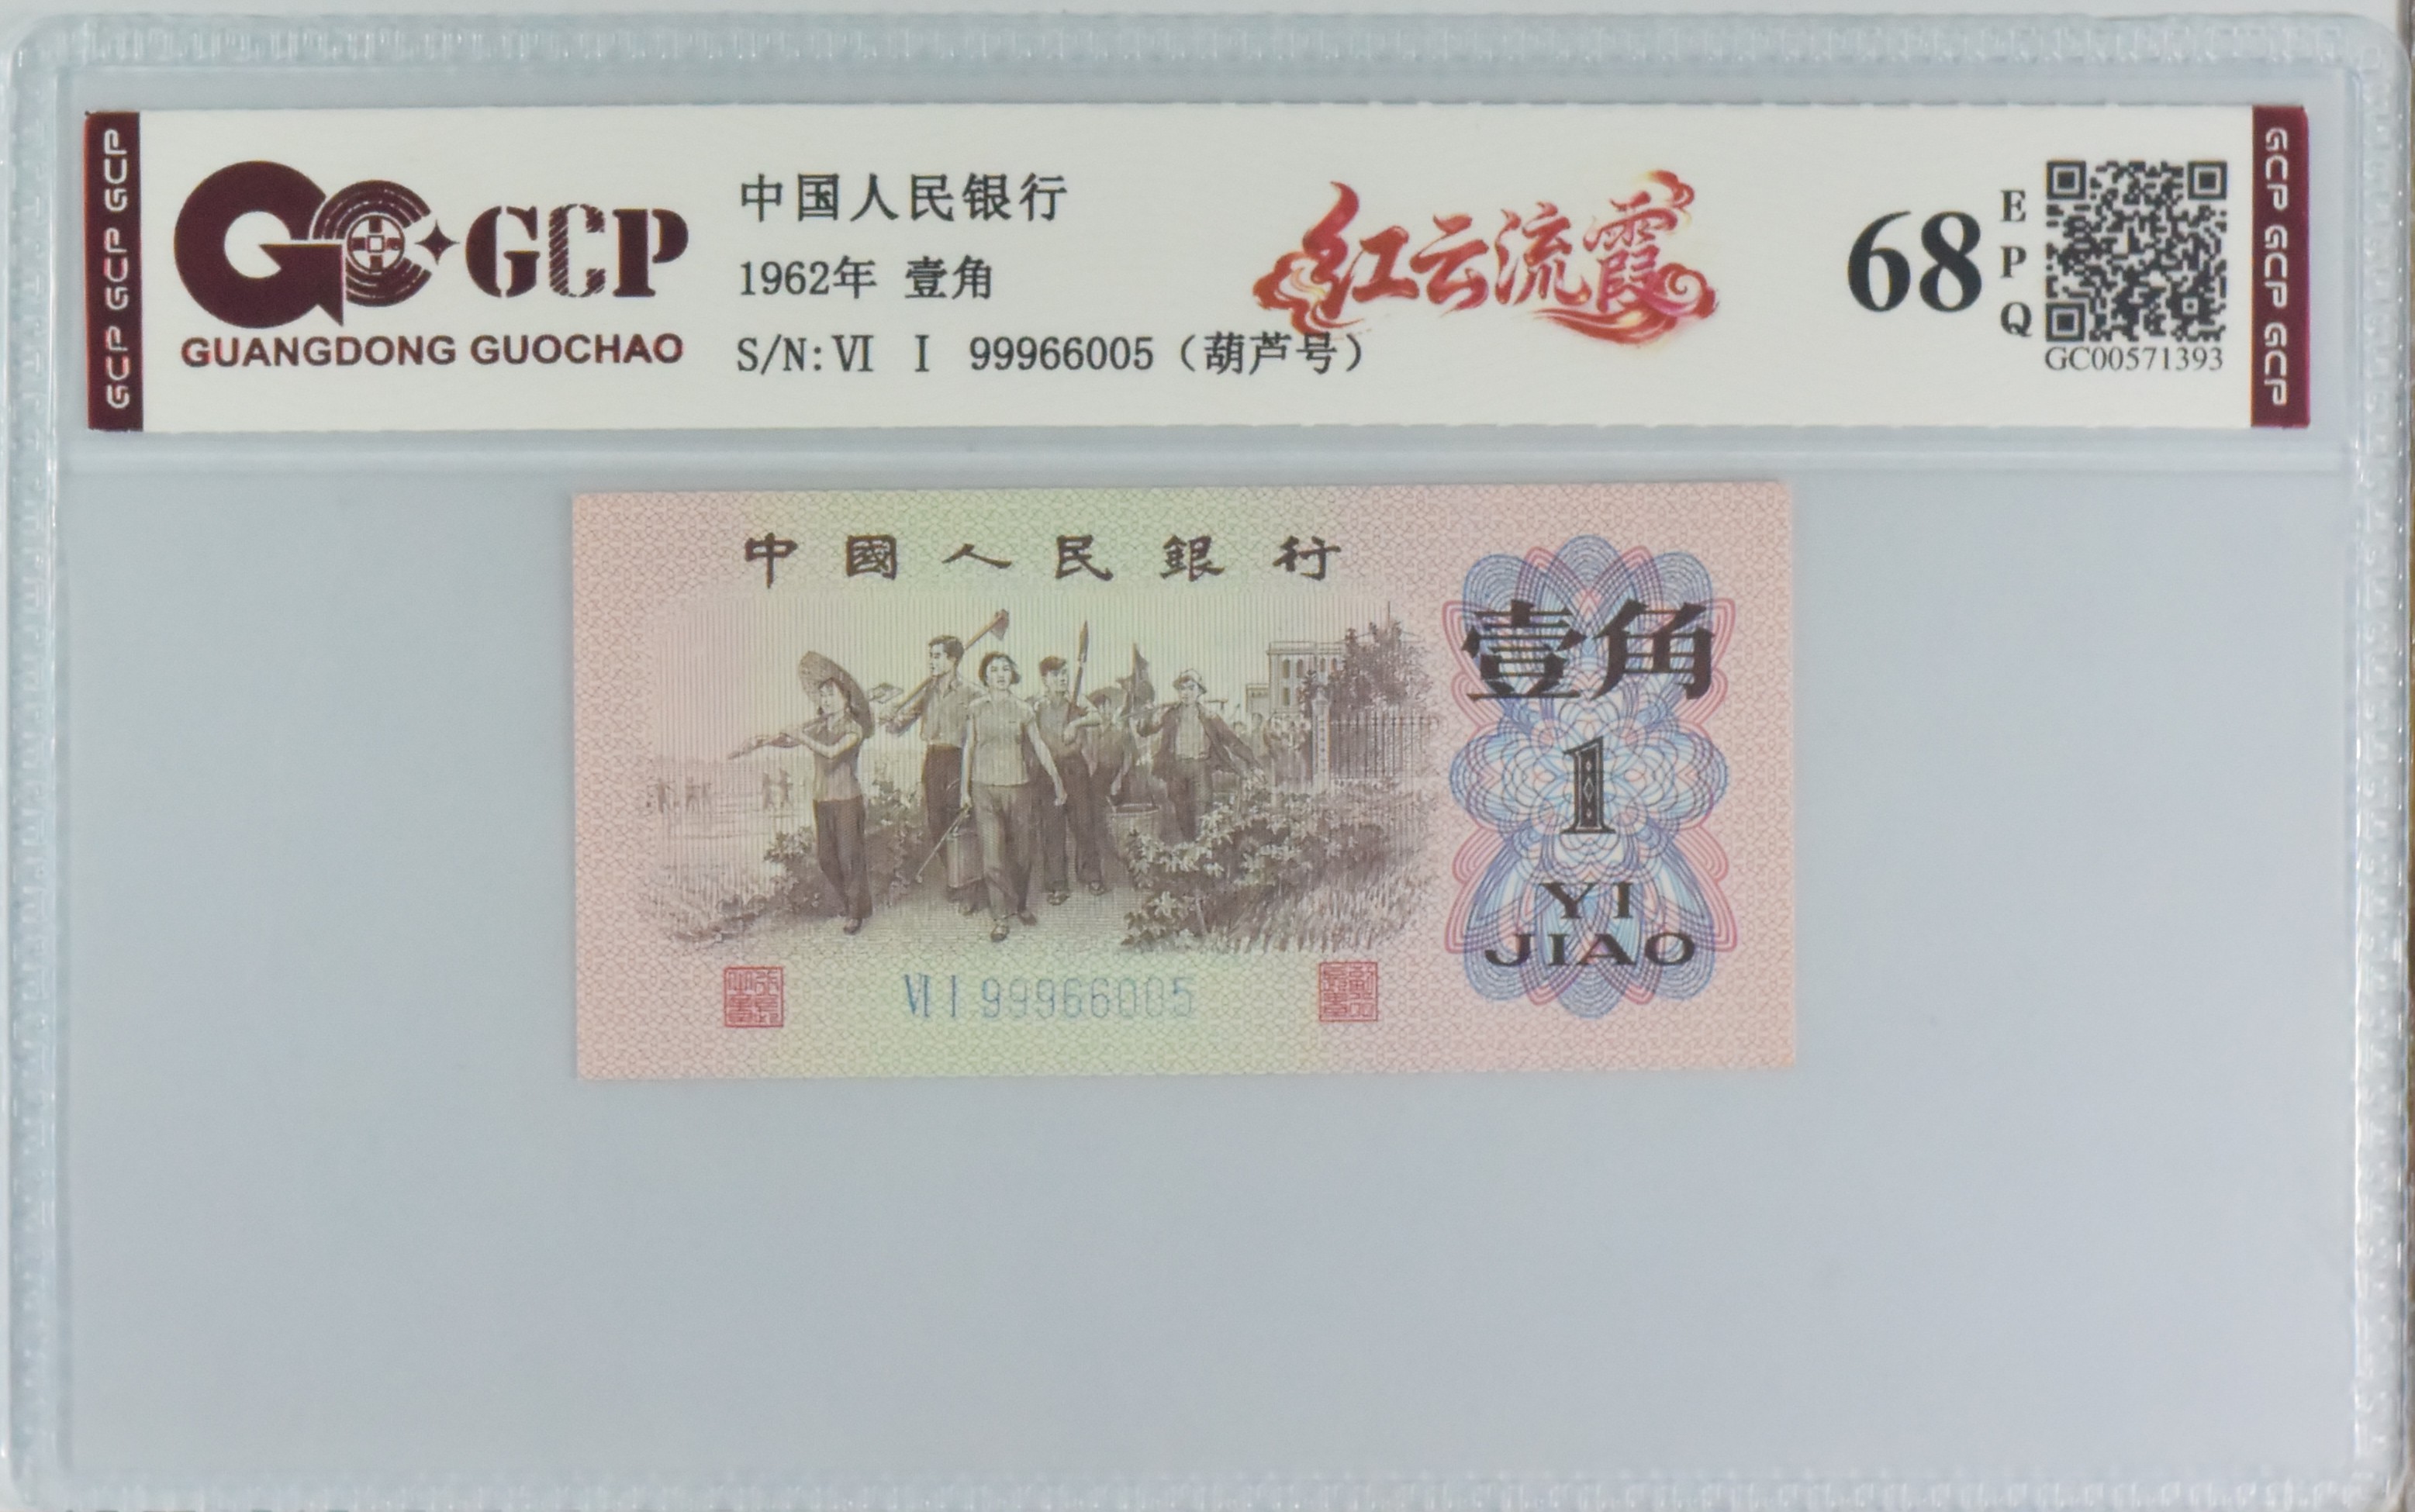 GCP GCP GCP
GCP
GUANGDONG GUOCHAO
中国人民银行
1962年 壹角
S/N: VI I 99966005（葫芦号）
红云流霞
68
EPQ
GC00571393
GCP GCP GCP
中國人民銀行
壹角
1
YI
JIAO
VI I 99966005